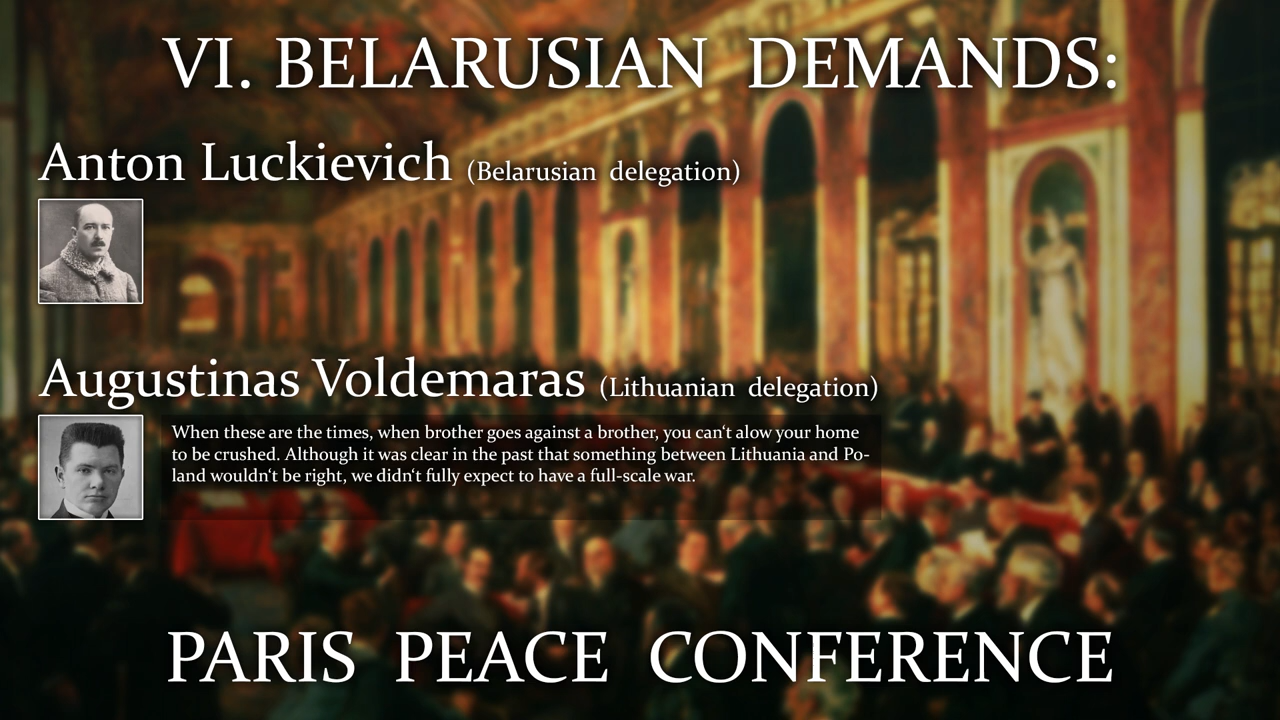 VI. BELARUSIAN DEMANDS:
Anton Luckievich (Belarusian delegation)
Augustinas Voldemaras (Lithuanian delegation)
When these are the times, when brother goes against a brother, you can‘t alow your home
to be crushed. Although it was clear in the past that something between Lithuania and Po-
land wouldn‘t be right, we didn‘t fully expect to have a full-scale war.
PARIS PEACE CONFERENCE